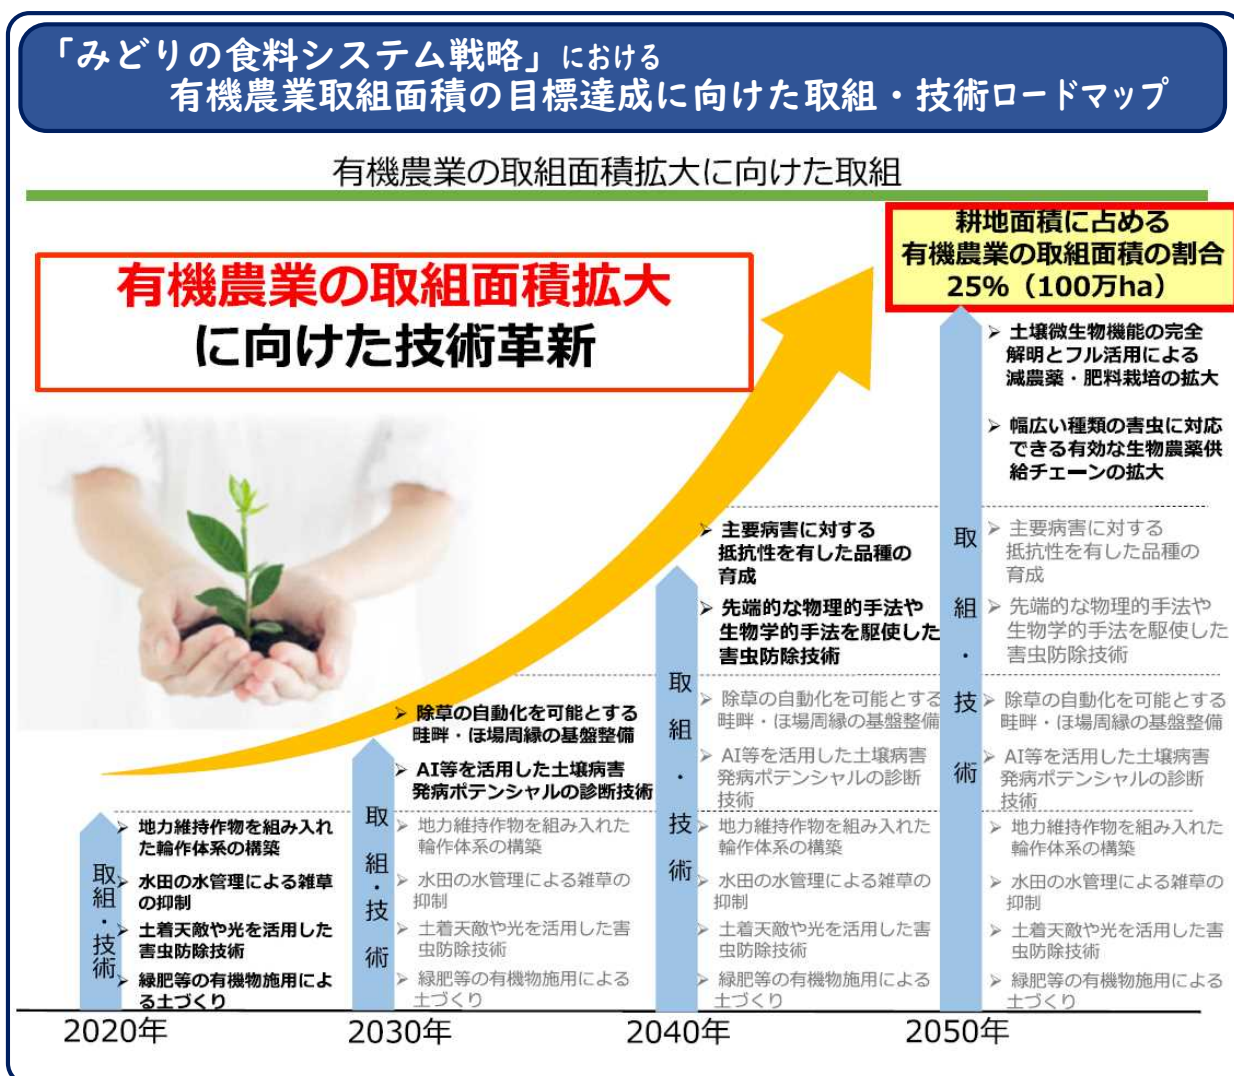 「みどりの食料システム戦略」における
有機農業取組面積の目標達成に向けた取組・技術ロードマップ
有機農業の取組面積拡大に向けた取組
有機農業の取組面積拡大
に向けた技術革新
耕地面積に占める
有機農業の取組面積の割合
25%（100万ha）
取組・技術
➢ 地力維持作物を組み入れ
た輪作体系の構築
➢ 水田の水管理による雑草
の抑制
➢ 土着天敵や光を活用した
害虫防除技術
➢ 緑肥等の有機物施用によ
る土づくり
2020年
取組・技術
➢ 除草の自動化を可能とする
畦畔・ほ場周縁の基盤整備
➢ AI等を活用した土壌病害
発病ポテンシャルの診断技術
➢ 地力維持作物を組み入れた
輪作体系の構築
➢ 水田の水管理による雑草の
抑制
➢ 土着天敵や光を活用した害
虫防除技術
➢ 緑肥等の有機物施用による
土づくり
2030年
取組・技術
➢ 主要病害に対する
抵抗性を有した品種の
育成
➢ 先端的な物理的手法や
生物学的手法を駆使した
害虫防除技術
➢ 除草の自動化を可能とする
畦畔・ほ場周縁の基盤整備
➢ AI等を活用した土壌病害
発病ポテンシャルの診断
技術
➢ 地力維持作物を組み入れた
輪作体系の構築
➢ 水田の水管理による雑草の
抑制
➢ 土着天敵や光を活用した害
虫防除技術
➢ 緑肥等の有機物施用による
土づくり
2040年
取組・技術
➢ 土壌微生物機能の完全
解明とフル活用による
減農薬・肥料栽培の拡大
➢ 幅広い種類の害虫に対応
できる有効な生物農薬供
給チェーンの拡大
➢ 主要病害に対する
抵抗性を有した品種の
育成
➢ 先端的な物理的手法や
生物学的手法を駆使した
害虫防除技術
➢ 除草の自動化を可能とする
畦畔・ほ場周縁の基盤整備
➢ AI等を活用した土壌病害
発病ポテンシャルの診断
技術
➢ 地力維持作物を組み入れた
輪作体系の構築
➢ 水田の水管理による雑草の
抑制
➢ 土着天敵や光を活用した害
虫防除技術
➢ 緑肥等の有機物施用による
土づくり
2050年